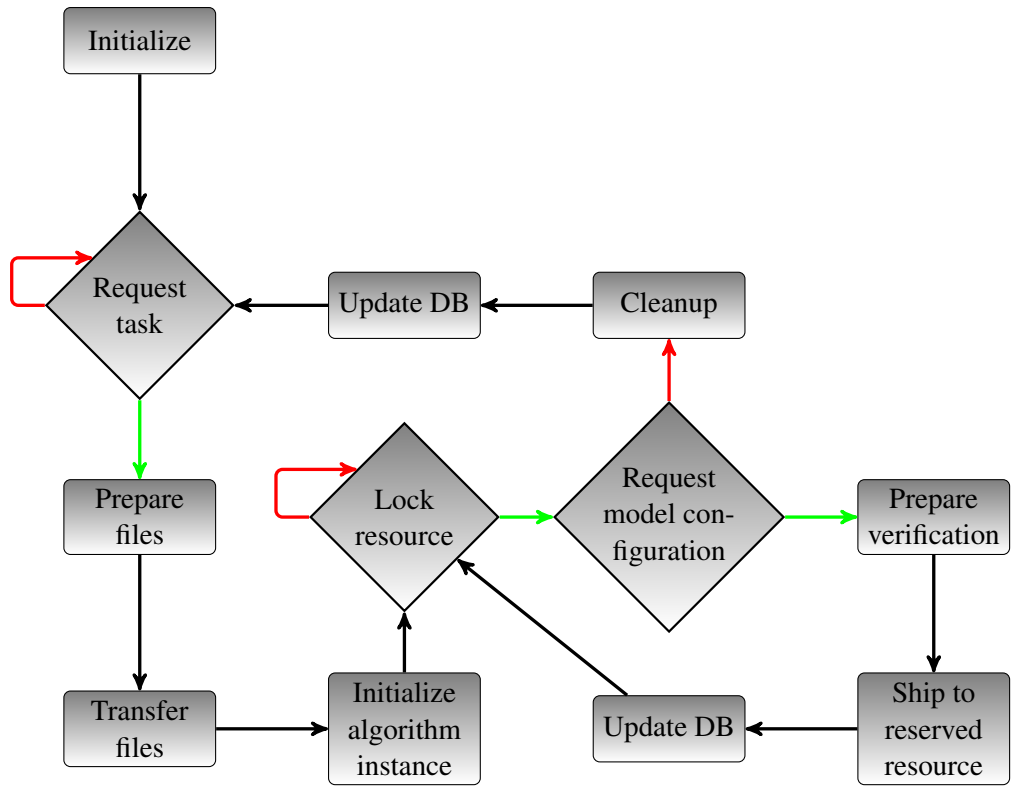 Initialize
Request
task
Update DB
Cleanup
Prepare
files
Lock
resource
Request
model con-
figuration
Prepare
verification
Transfer
files
Initialize
algorithm
instance
Update DB
Ship to
reserved
resource